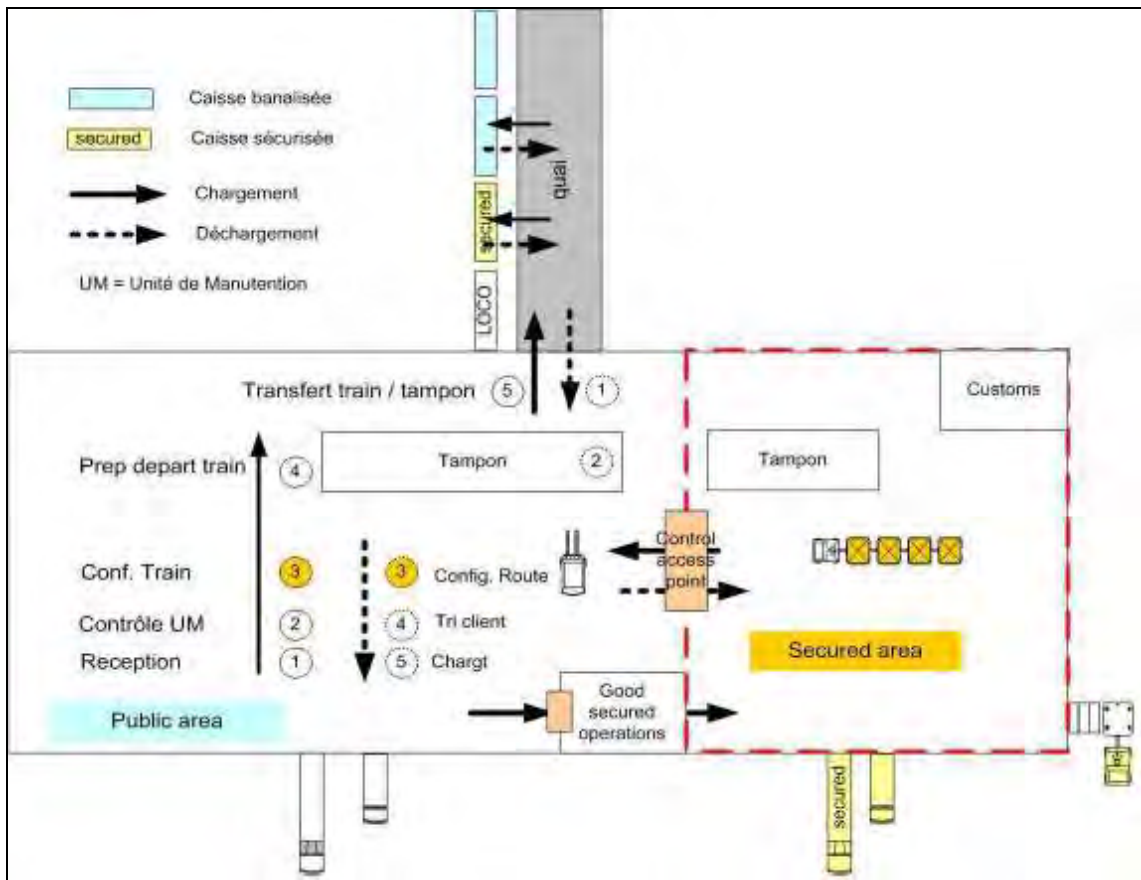 Caisse banalisée
secured
Caisse sécurisée
Chargement
Déchargement
UM = Unité de Manutention
secured
LOCO
quai
Transfert train / tampon
5
1
Customs
Prep depart train
4
Tampon
2
Tampon
Conf. Train
3
3
Config. Route
Control
access
point
Contrôle UM
2
4
Tri client
Reception
1
5
Chargt
Secured area
Public area
Good
secured
operations
secured